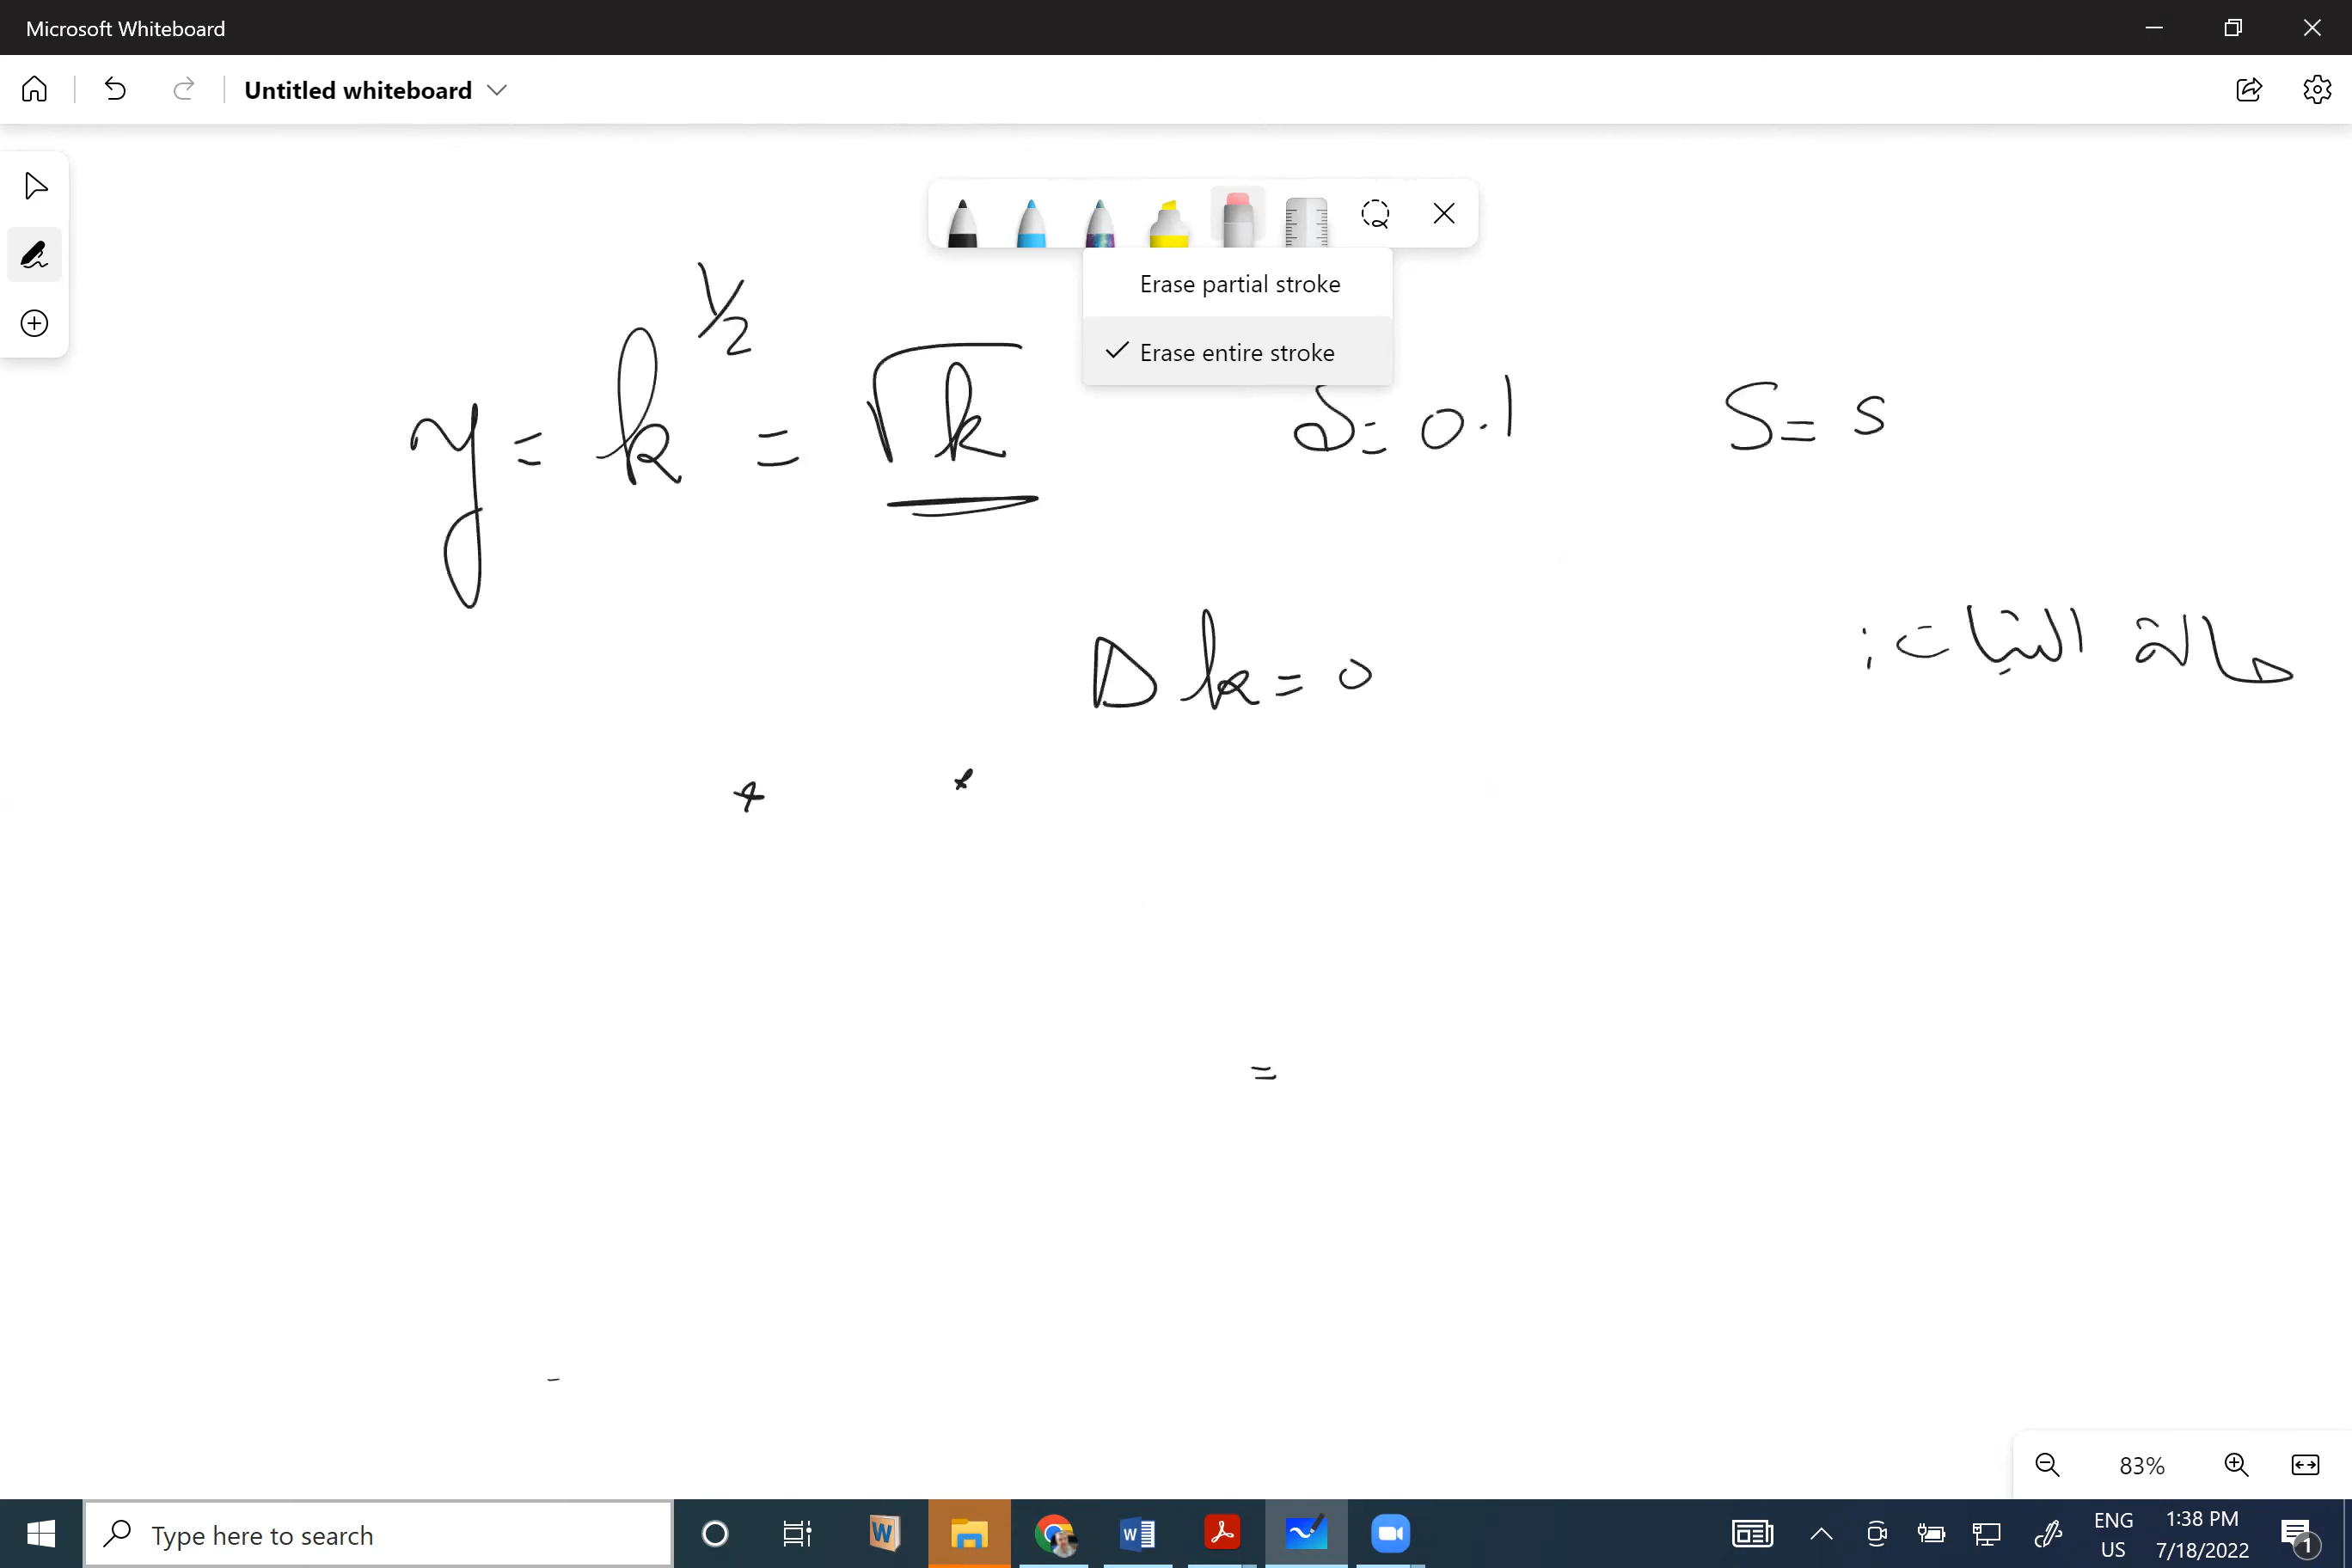 Microsoft Whiteboard
Untitled whiteboard
Erase partial stroke
Erase entire stroke
y = k^1/2 = √k
δ = 0.1
S = s
حالة الثبات :
Δk = 0
* *
=
-
83%
Type here to search
ENG
US
1:38 PM
7/18/2022
1